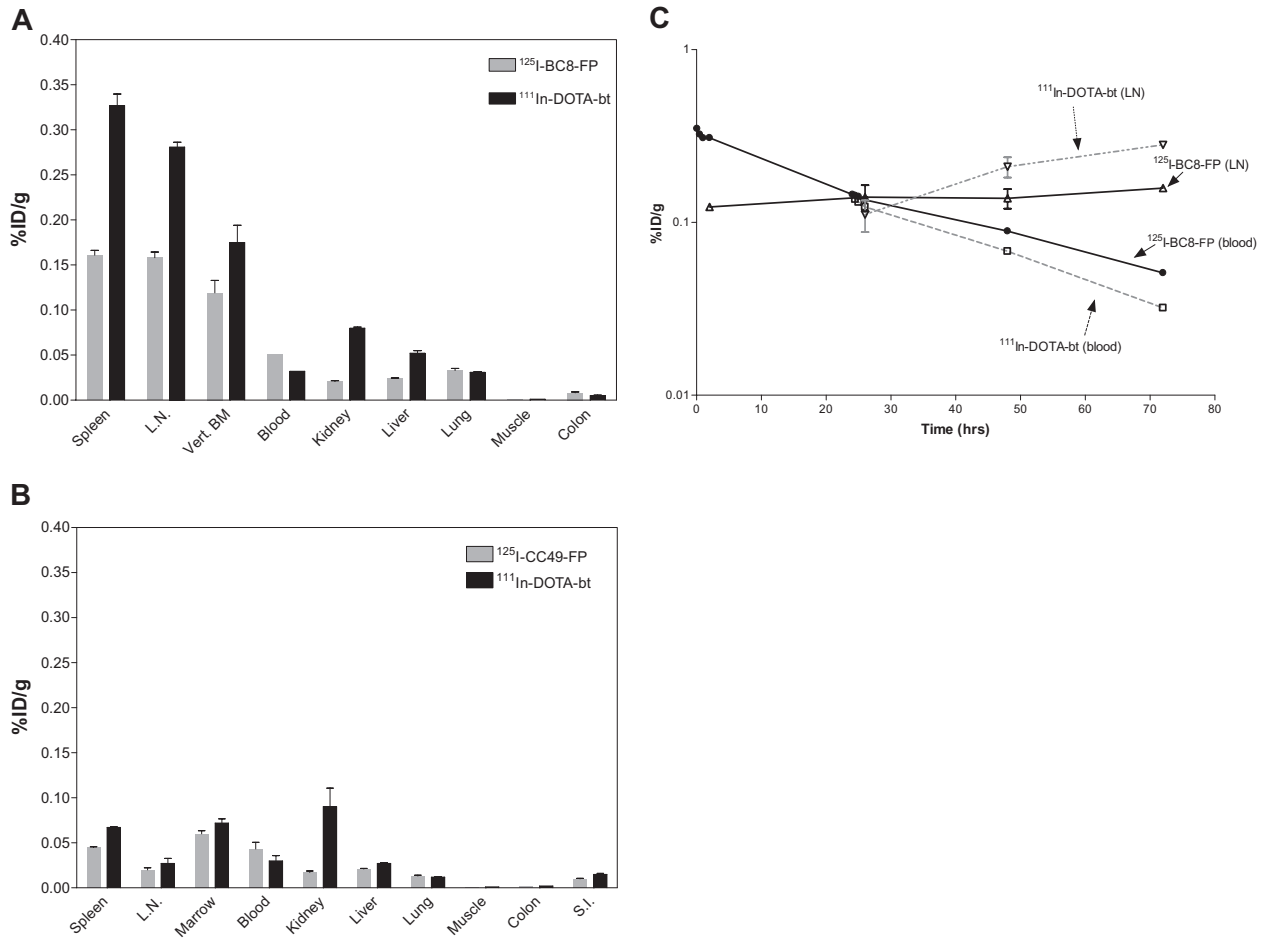 A
0.40
0.35
0.30
0.25
0.20
0.15
0.10
0.05
0.00
%ID/g
¹²⁵I-BC8-FP
¹¹¹In-DOTA-bt
Spleen
L.N.
Vert. BM
Blood
Kidney
Liver
Lung
Muscle
Colon
B
0.40
0.35
0.30
0.25
0.20
0.15
0.10
0.05
0.00
%ID/g
¹²⁵I-CC49-FP
¹¹¹In-DOTA-bt
Spleen
L.N.
Marrow
Blood
Kidney
Liver
Lung
Muscle
Colon
S.I.
C
1
0.1
0.01
%ID/g
¹¹¹In-DOTA-bt (LN)
¹²⁵I-BC8-FP (LN)
¹²⁵I-BC8-FP (blood)
¹¹¹In-DOTA-bt (blood)
0 10 20 30 40 50 60 70 80
Time (hrs)